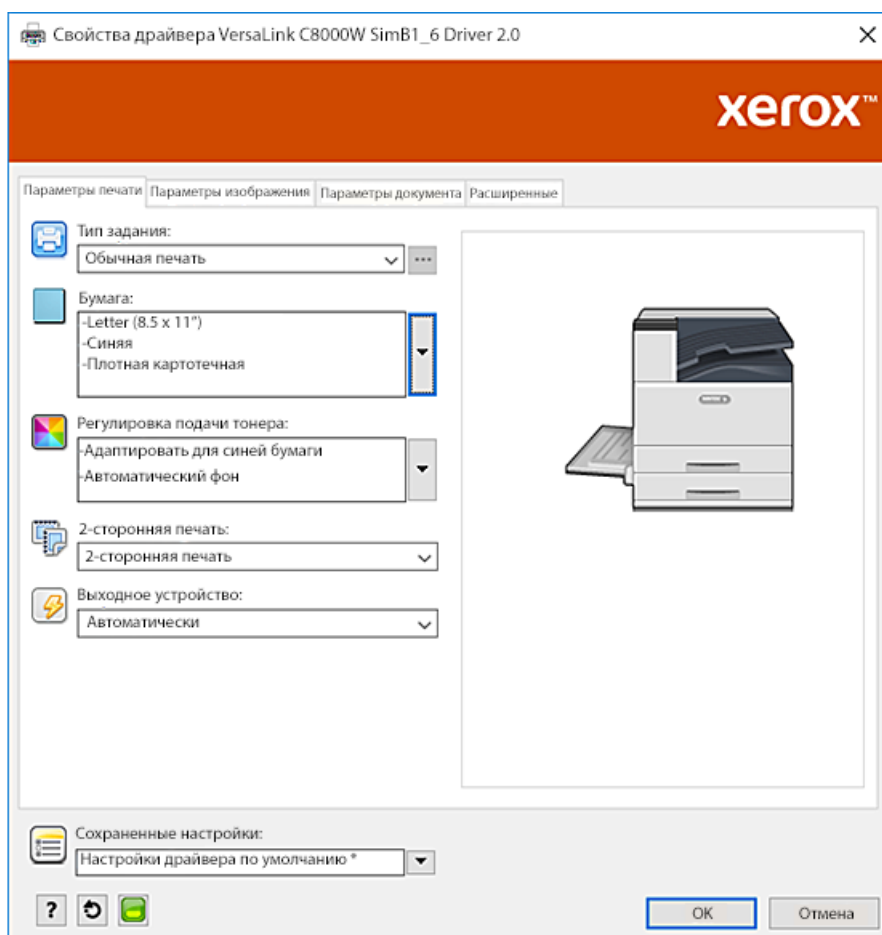 Свойства драйвера VersaLink C8000W SimB1_6 Driver 2.0
xerox™
Параметры печати Параметры изображения Параметры документа Расширенные
Тип задания:
Обычная печать
Бумага:
-Letter (8.5 x 11")
-Синяя
-Плотная картотечная
Регулировка подачи тонера:
-Адаптировать для синей бумаги
-Автоматический фон
2-сторонняя печать:
2-сторонняя печать
Выходное устройство:
Автоматически
Сохраненные настройки:
Настройки драйвера по умолчанию *
?
OK Отмена